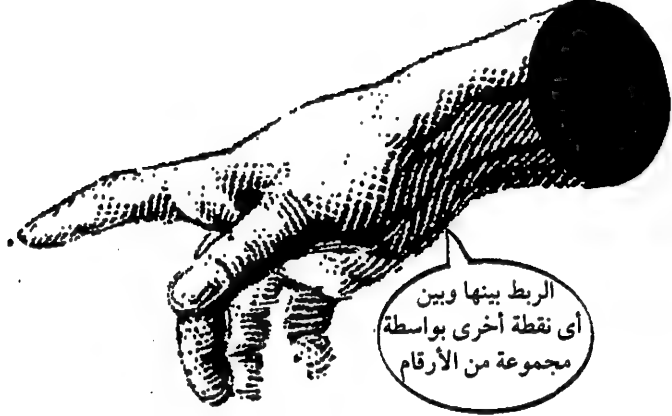 الربط بينها وبين
أى نقطة أخرى بواسطة
مجموعة من الأرقام